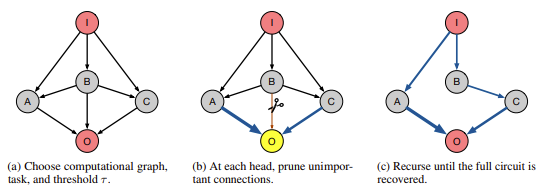 I
B
A
C
O
I
B
A
C
O
I
B
A
C
O
(a) Choose computational graph,
task, and threshold τ.
(b) At each head, prune unimpor-
tant connections.
(c) Recurse until the full circuit is
recovered.